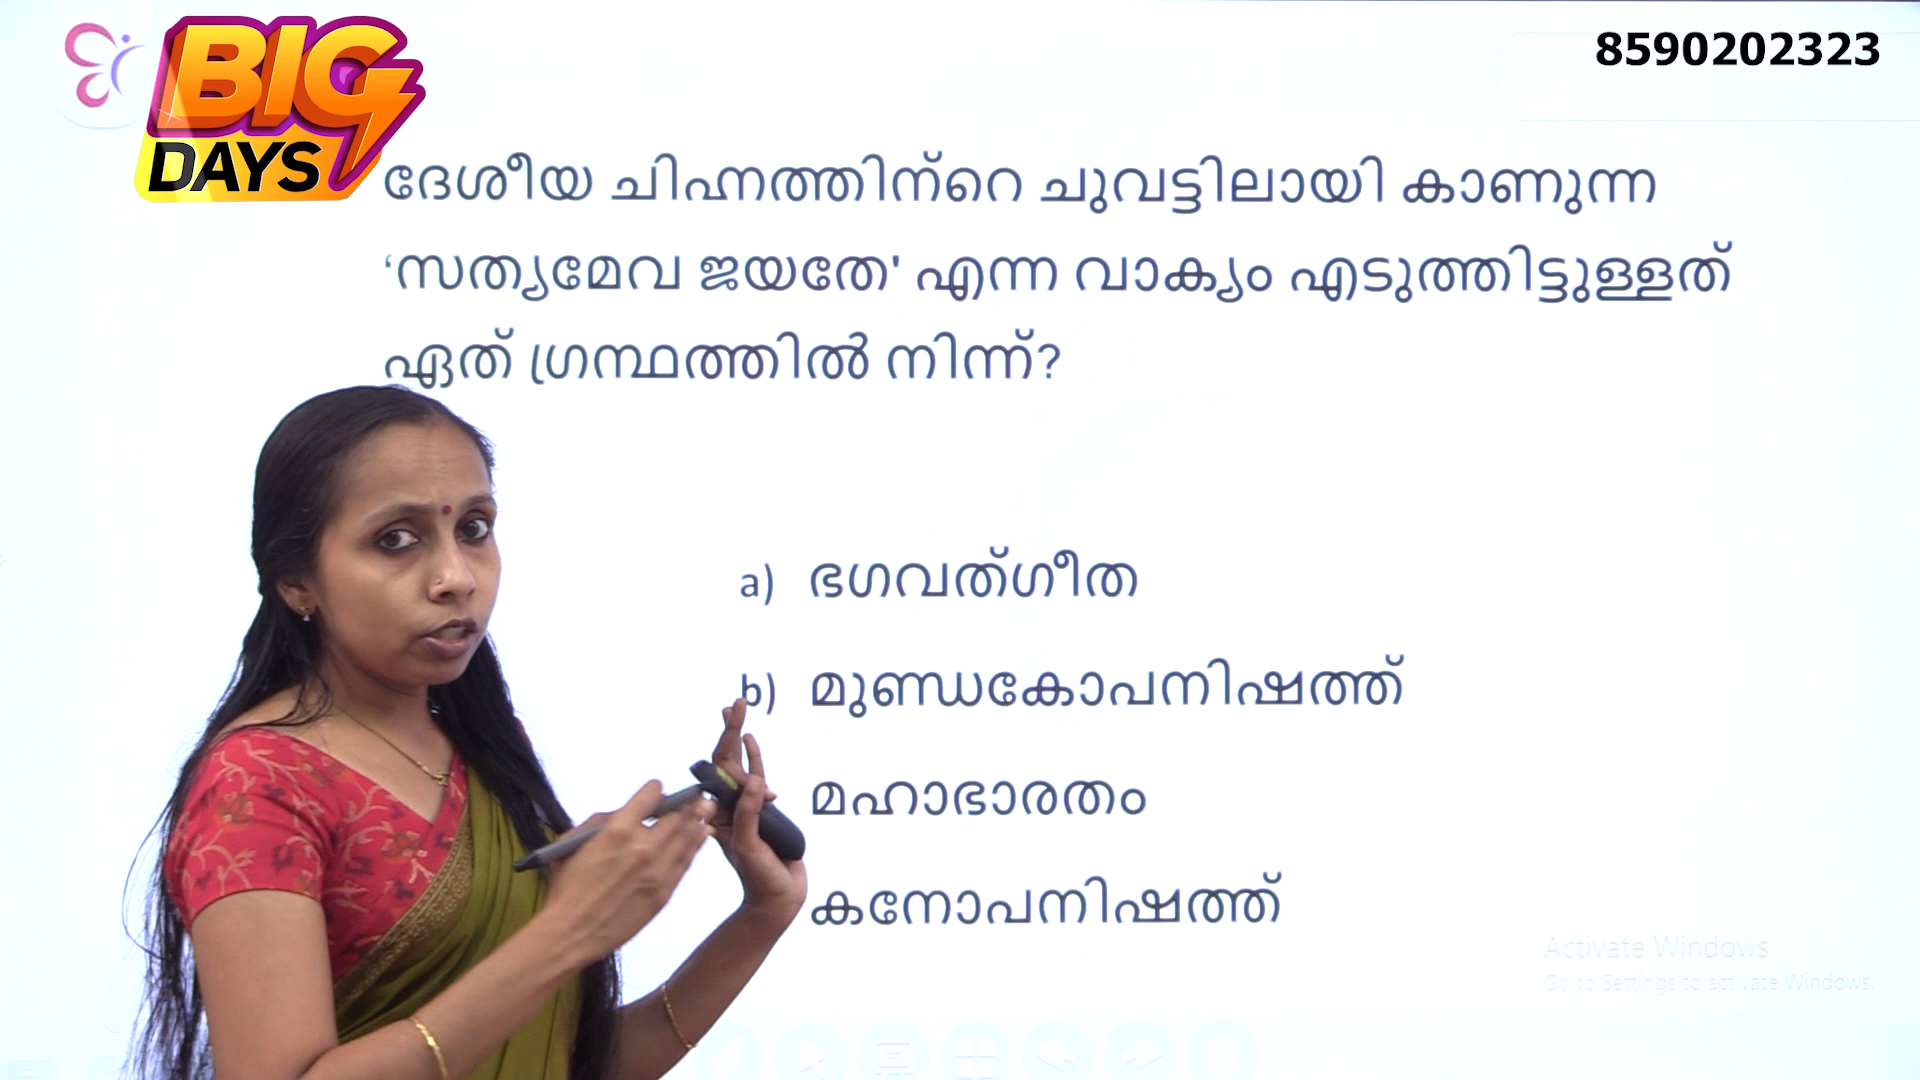 BIG
DAYS
8590202323
ദേശീയ ചിഹ്നത്തിന്റെ ചുവട്ടിലായി കാണുന്ന
‘സത്യമേവ ജയതേ' എന്ന വാക്യം എടുത്തിട്ടുള്ളത്
ഏത് ഗ്രന്ഥത്തിൽ നിന്ന്?
a) ഭഗവത്ഗീത
b) മുണ്ഡകോപനിഷത്ത്
മഹാഭാരതം
കനോപനിഷത്ത്
Activate Windows
Go to Settings to activate Windows.